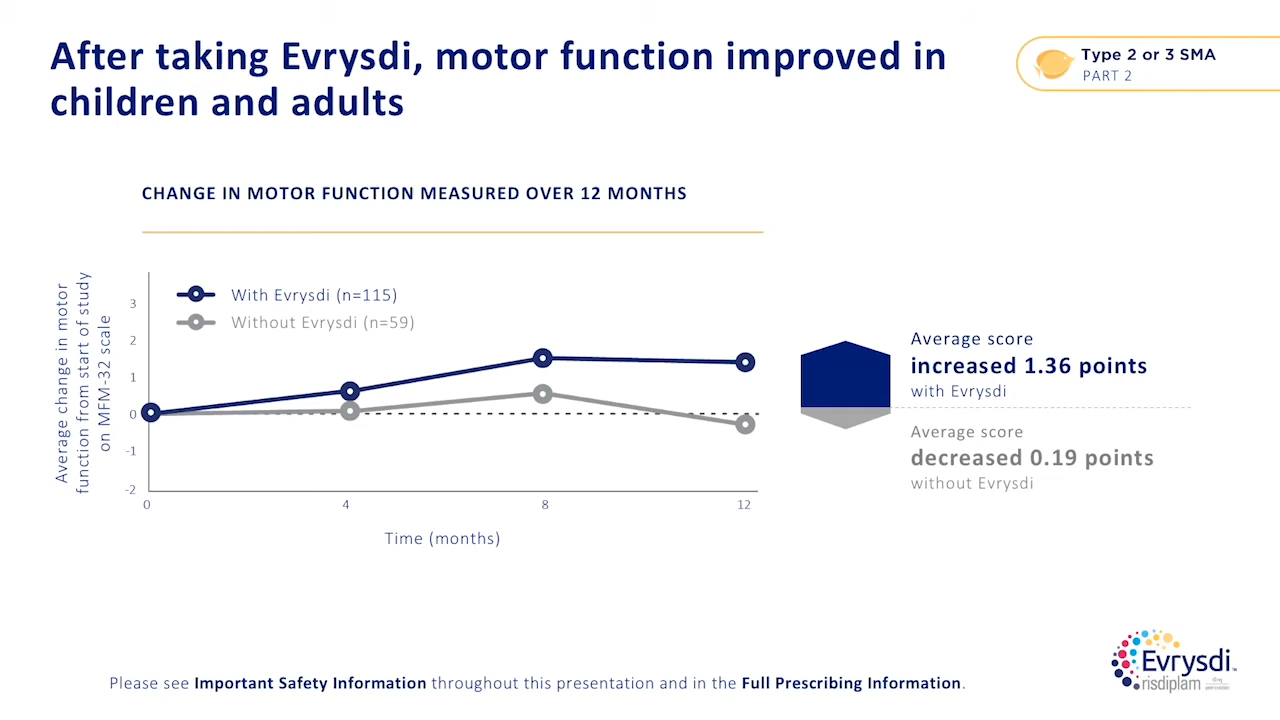 After taking Evrysdi, motor function improved in
children and adults
Type 2 or 3 SMA
PART 2
CHANGE IN MOTOR FUNCTION MEASURED OVER 12 MONTHS
Average change in motor
function from start of study
on MFM-32 scale
3
2
1
0
-1
-2
With Evrysdi (n=115)
Without Evrysdi (n=59)
0
4
8
12
Time (months)
Average score
increased 1.36 points
with Evrysdi
Average score
decreased 0.19 points
without Evrysdi
Please see Important Safety Information throughout this presentation and in the Full Prescribing Information.
Evrysdi™
risdiplam